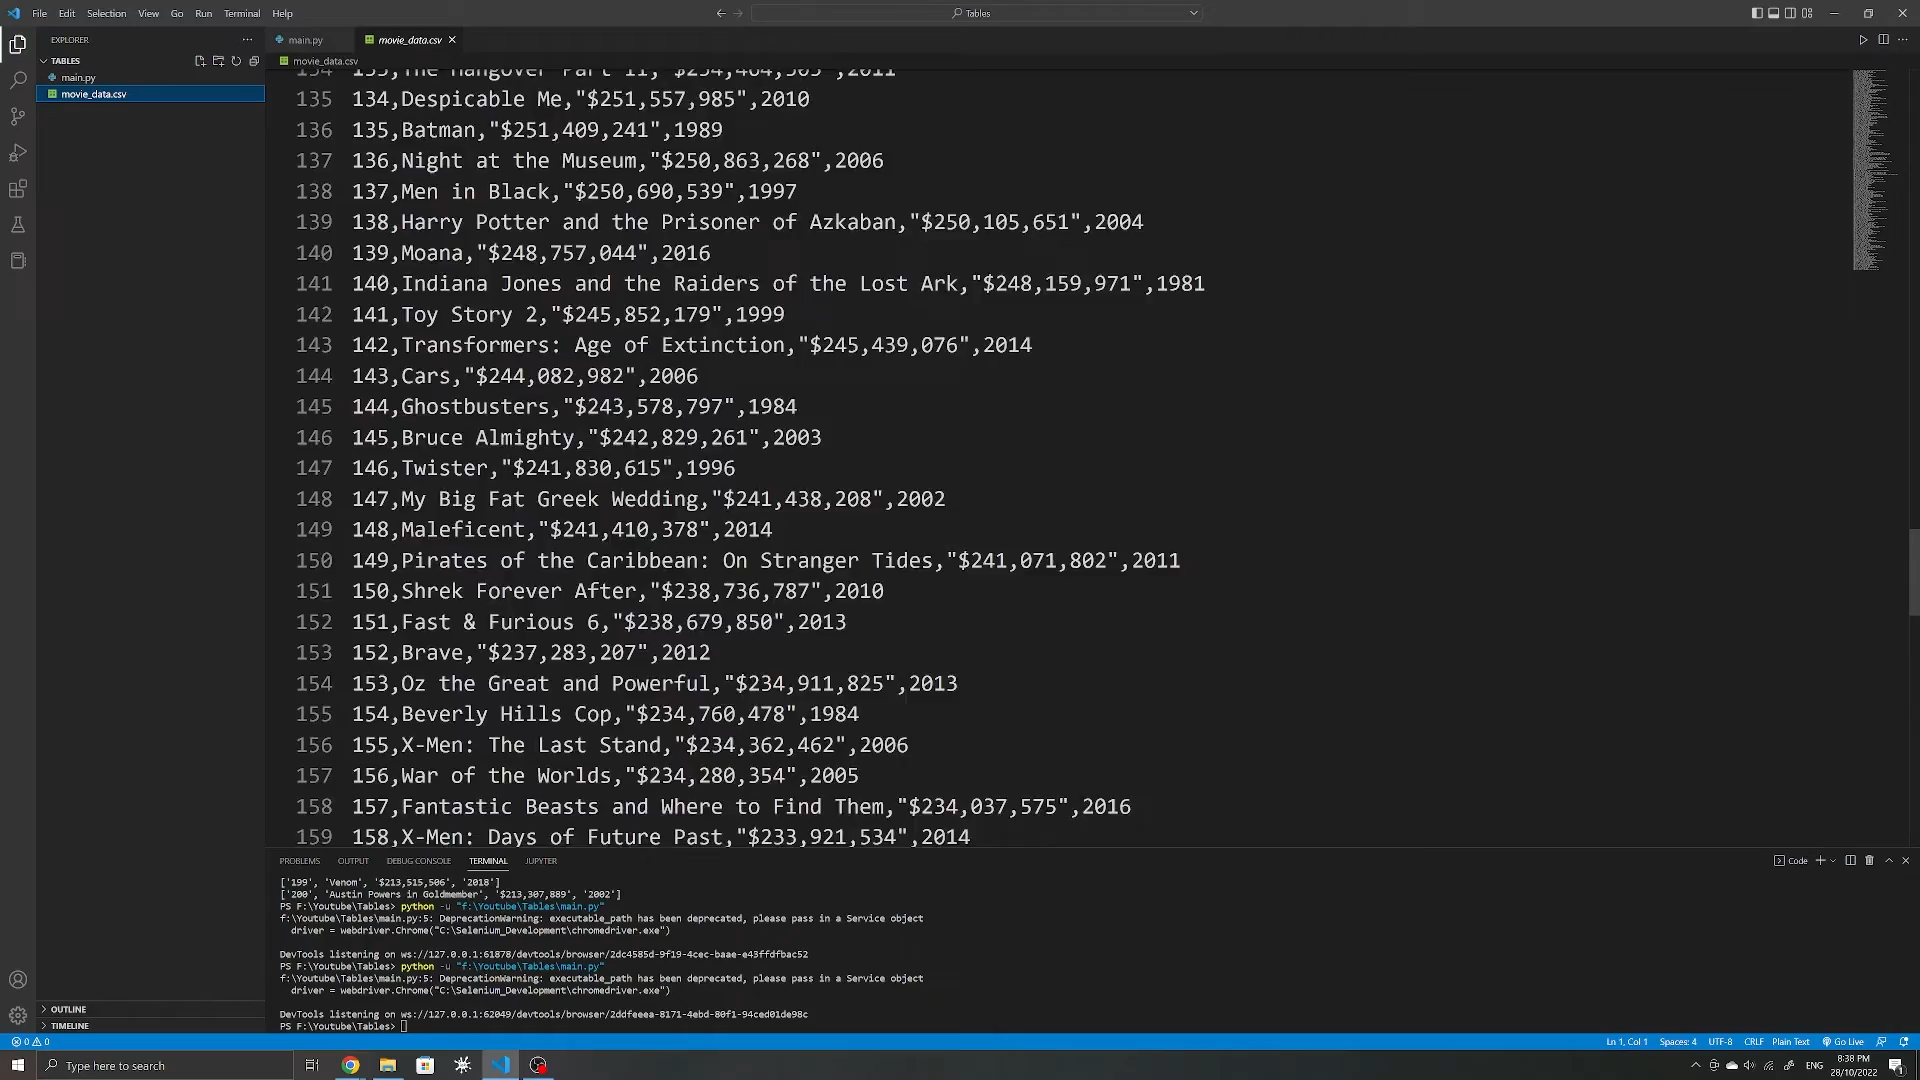 File Edit Selection View Go Run Terminal Help
Tables
EXPLORER
main.py
movie_data.csv
TABLES
movie_data.csv
main.py
movie_data.csv
134 133,The Hangover Part II,"$254,464,305",2011
135 134,Despicable Me,"$251,557,985",2010
136 135,Batman,"$251,409,241",1989
137 136,Night at the Museum,"$250,863,268",2006
138 137,Men in Black,"$250,690,539",1997
139 138,Harry Potter and the Prisoner of Azkaban,"$250,105,651",2004
140 139,Moana,"$248,757,044",2016
141 140,Indiana Jones and the Raiders of the Lost Ark,"$248,159,971",1981
142 141,Toy Story 2,"$245,852,179",1999
143 142,Transformers: Age of Extinction,"$245,439,076",2014
144 143,Cars,"$244,082,982",2006
145 144,Ghostbusters,"$243,578,797",1984
146 145,Bruce Almighty,"$242,829,261",2003
147 146,Twister,"$241,830,615",1996
148 147,My Big Fat Greek Wedding,"$241,438,208",2002
149 148,Maleficent,"$241,410,378",2014
150 149,Pirates of the Caribbean: On Stranger Tides,"$241,071,802",2011
151 150,Shrek Forever After,"$238,736,787",2010
152 151,Fast & Furious 6,"$238,679,850",2013
153 152,Brave,"$237,283,207",2012
154 153,Oz the Great and Powerful,"$234,911,825",2013
155 154,Beverly Hills Cop,"$234,760,478",1984
156 155,X-Men: The Last Stand,"$234,362,462",2006
157 156,War of the Worlds,"$234,280,354",2005
158 157,Fantastic Beasts and Where to Find Them,"$234,037,575",2016
159 158,X-Men: Days of Future Past,"$233,921,534",2014
PROBLEMS OUTPUT DEBUG CONSOLE TERMINAL JUPYTER
Code
['199', 'Venom', '$213,515,506', '2018']
['200', 'Austin Powers in Goldmember', '$213,307,889', '2002']
PS F:\Youtube\Tables> python -u "f:\Youtube\Tables\main.py"
f:\Youtube\Tables\main.py:5: DeprecationWarning: executable_path has been deprecated, please pass in a Service object
driver = webdriver.Chrome("C:\Selenium_Development\chromedriver.exe")
DevTools listening on ws://127.0.0.1:61878/devtools/browser/2dc4585d-9f19-4cec-baae-e43ffdfbac52
PS F:\Youtube\Tables> python -u "f:\Youtube\Tables\main.py"
f:\Youtube\Tables\main.py:5: DeprecationWarning: executable_path has been deprecated, please pass in a Service object
driver = webdriver.Chrome("C:\Selenium_Development\chromedriver.exe")
DevTools listening on ws://127.0.0.1:62049/devtools/browser/2ddfeeea-8171-4ebd-80f1-94ced01de98c
PS F:\Youtube\Tables>
OUTLINE
TIMELINE
0 0
Ln 1, Col 1 Spaces: 4 UTF-8 CRLF Plain Text Go Live
Type here to search
ENG
8:38 PM
28/10/2022
1